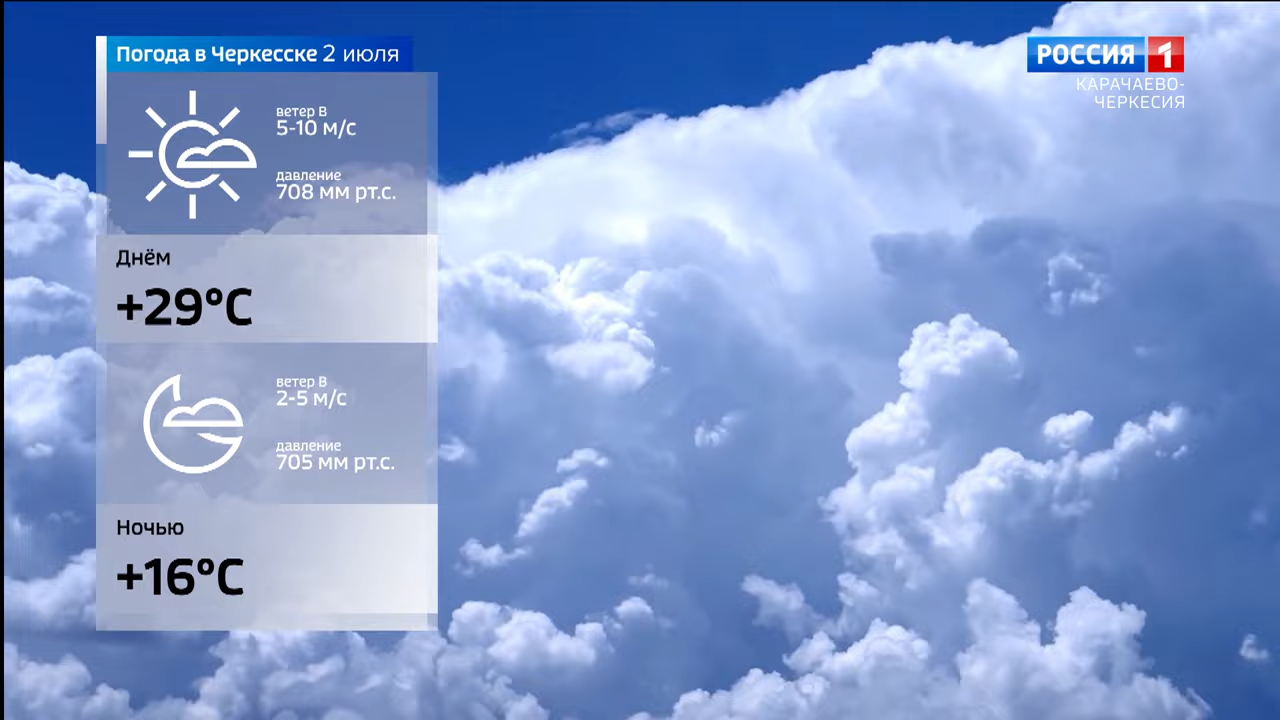 Погода в Черкесске 2 июля
РОССИЯ 1
КАРАЧАЕВО-
ЧЕРКЕСИЯ
ветер В
5-10 м/с
давление
708 мм рт.с.
Днём
+29°C
ветер В
2-5 м/с
давление
705 мм рт.с.
Ночью
+16°C